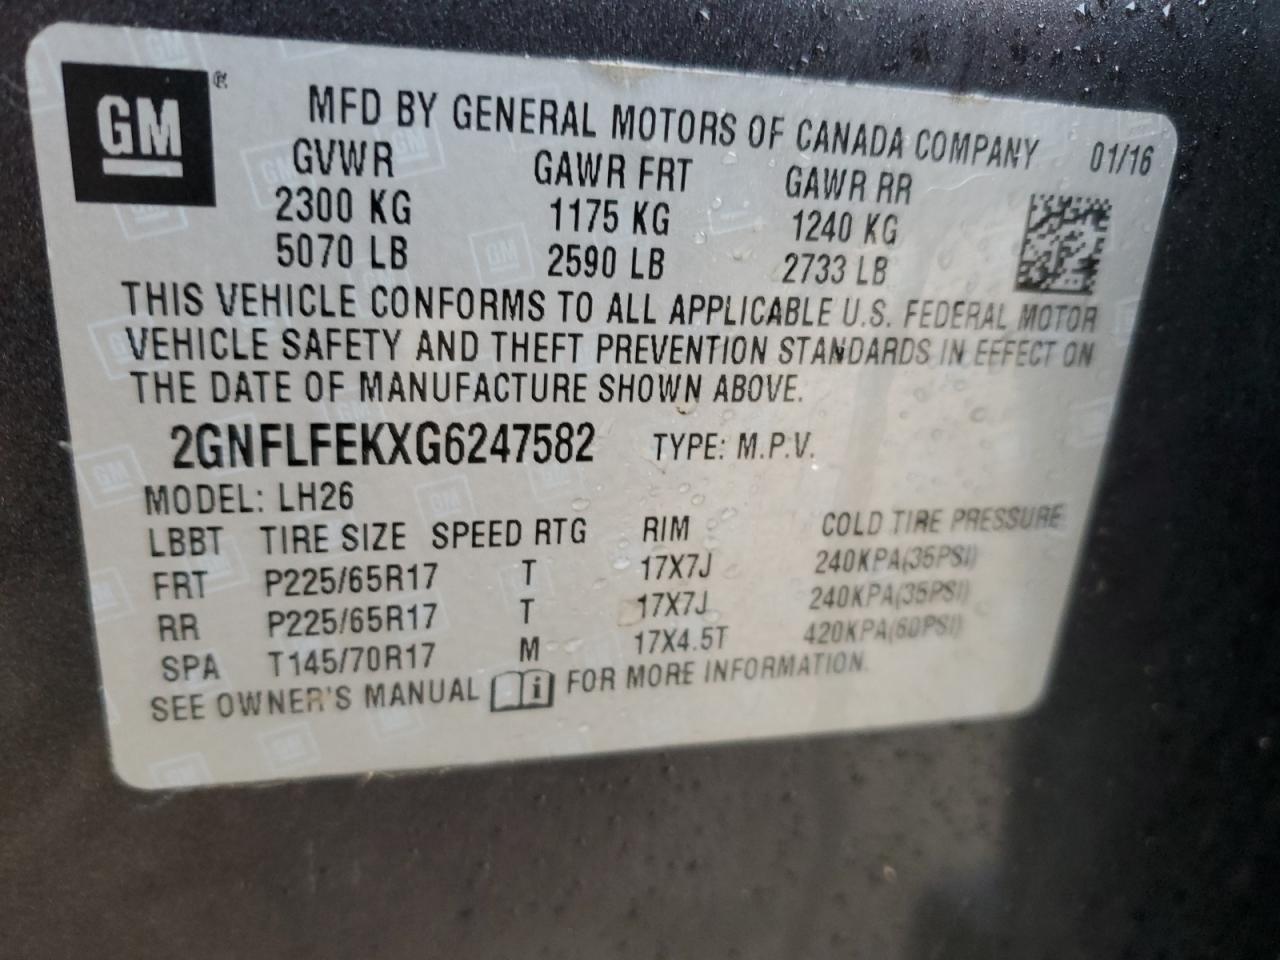 GM ®
MFD BY GENERAL MOTORS OF CANADA COMPANY 01/16
GVWR GAWR FRT GAWR RR
2300 KG 1175 KG 1240 KG
5070 LB 2590 LB 2733 LB
THIS VEHICLE CONFORMS TO ALL APPLICABLE U.S. FEDERAL MOTOR
VEHICLE SAFETY AND THEFT PREVENTION STANDARDS IN EFFECT ON
THE DATE OF MANUFACTURE SHOWN ABOVE.
2GNFLFEKXG6247582 TYPE: M.P.V.
MODEL: LH26
LBBT TIRE SIZE SPEED RTG RIM COLD TIRE PRESSURE
FRT P225/65R17 T 17X7J 240KPA(35PSI)
RR P225/65R17 T 17X7J 240KPA(35PSI)
SPA T145/70R17 M 17X4.5T 420KPA(60PSI)
SEE OWNER'S MANUAL i FOR MORE INFORMATION.